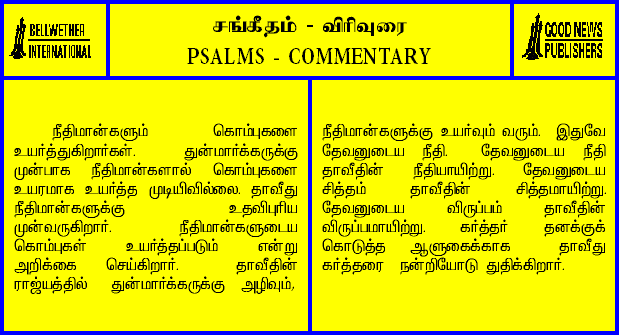 BELLWETHER
INTERNATIONAL
சங்கீதம் - விரிவுரை
PSALMS - COMMENTARY
GOOD NEWS
PUBLISHERS
நீதிமான்களும் கொம்புகளை
உயர்த்துகிறார்கள். துன்மார்க்கருக்கு
முன்பாக நீதிமான்களால் கொம்புகளை
உயரமாக உயர்த்த முடியிவில்லை. தாவீது
நீதிமான்களுக்கு உதவிபுரிய
முன்வருகிறார். நீதிமான்களுடைய
கொம்புகள் உயர்த்தப்படும் என்று
அறிக்கை செய்கிறார். தாவீதின்
ராஜ்யத்தில் துன்மார்க்கருக்கு அழிவும்,
நீதிமான்களுக்கு உயர்வும் வரும். இதுவே
தேவனுடைய நீதி. தேவனுடைய நீதி
தாவீதின் நீதியாயிற்று. தேவனுடைய
சித்தம் தாவீதின் சித்தமாயிற்று.
தேவனுடைய விருப்பம் தாவீதின்
விருப்பமாயிற்று. கர்த்தர் தனக்குக்
கொடுத்த ஆளுகைக்காக தாவீது
கர்த்தரை நன்றியோடு துதிக்கிறார்.